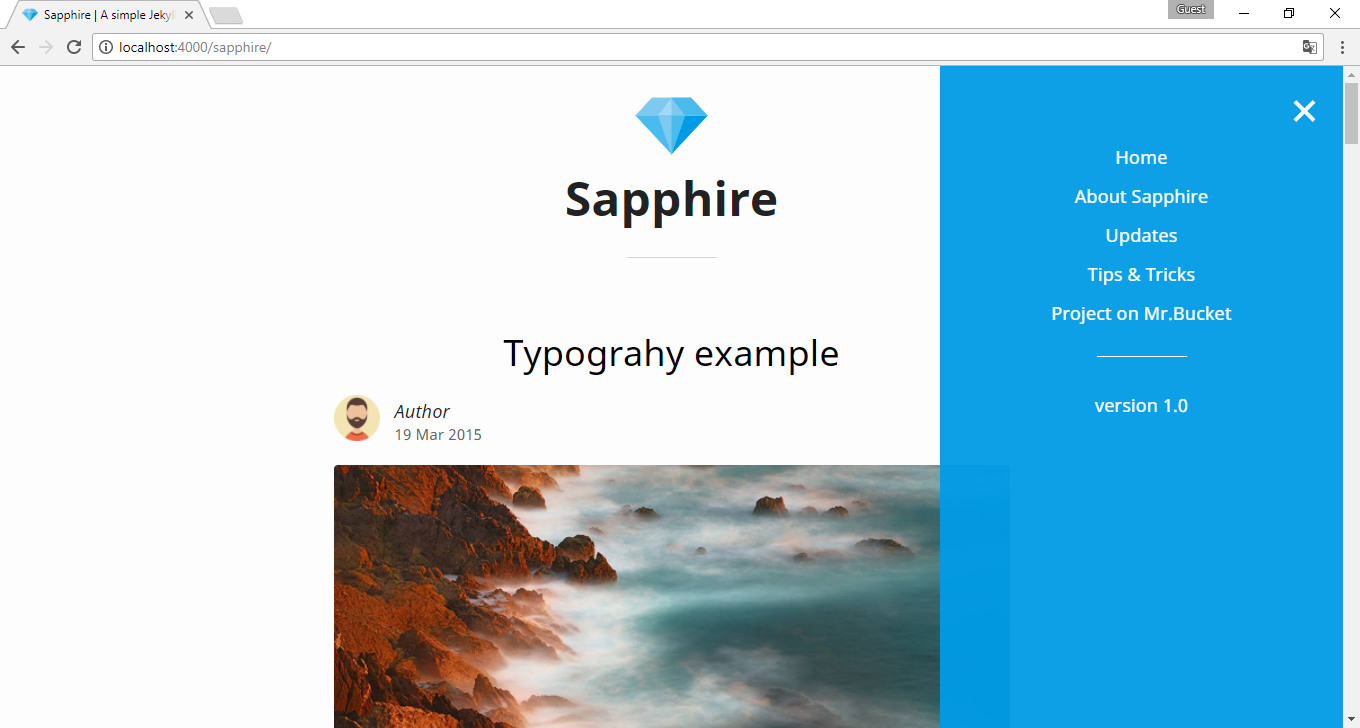 Sapphire | A simple Jekyl
Guest
localhost:4000/sapphire/
Sapphire
Typograhy example
Author
19 Mar 2015
Home
About Sapphire
Updates
Tips & Tricks
Project on Mr.Bucket
version 1.0